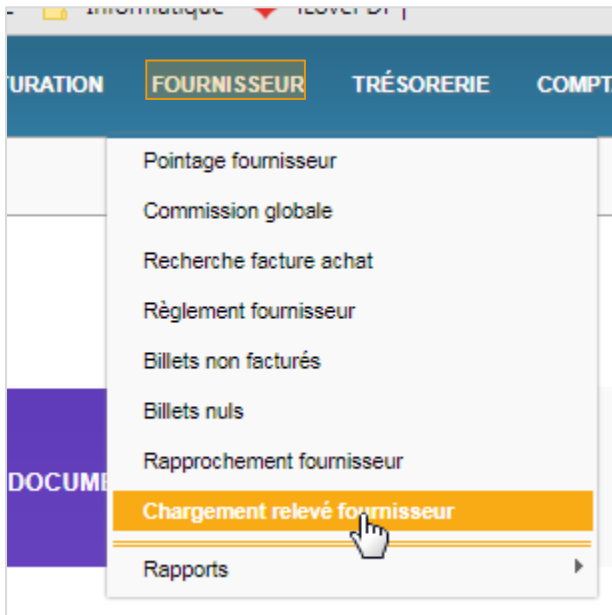 Informatique
URATION FOURNISSEUR TRÉSORERIE COMPT
Pointage fournisseur
Commission globale
Recherche facture achat
Règlement fournisseur
Billets non facturés
Billets nuls
Rapprochement fournisseur
DOCUME
Chargement relevé fournisseur
Rapports